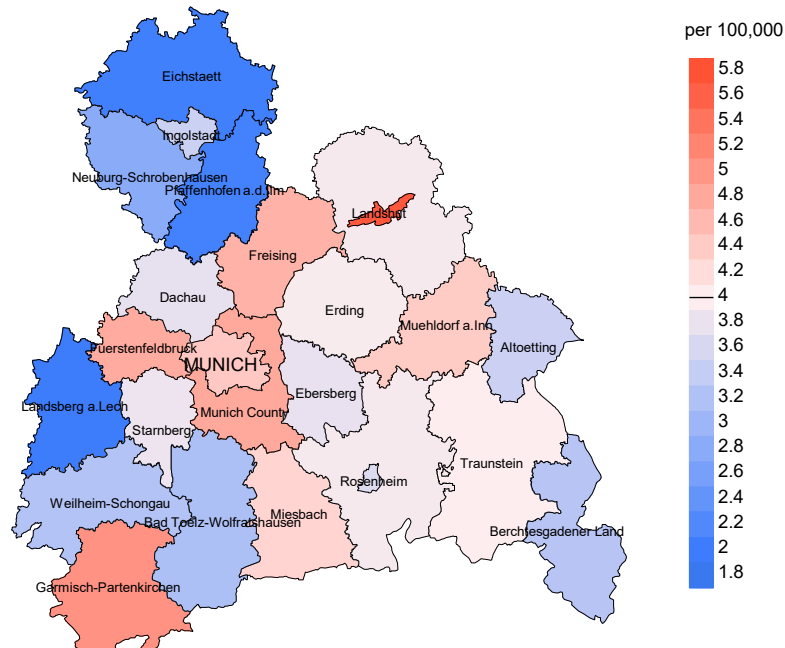 per 100,000
5.8
5.6
5.4
5.2
5
4.8
4.6
4.4
4.2
4
3.8
3.6
3.4
3.2
3
2.8
2.6
2.4
2.2
2
1.8
Eichstaett
Ingolstadt
Neuburg-Schrobenhausen
Pfaffenhofen a.d.Ilm
Landshut
Freising
Dachau
Erding
Muehldorf a.Inn
Altoetting
Fuerstenfeldbruck
MUNICH
Ebersberg
Landsberg a.Lech
Munich County
Starnberg
Traunstein
Rosenheim
Weilheim-Schongau
Miesbach
Bad Toelz-Wolfratshausen
Berchtesgadener Land
Garmisch-Partenkirchen